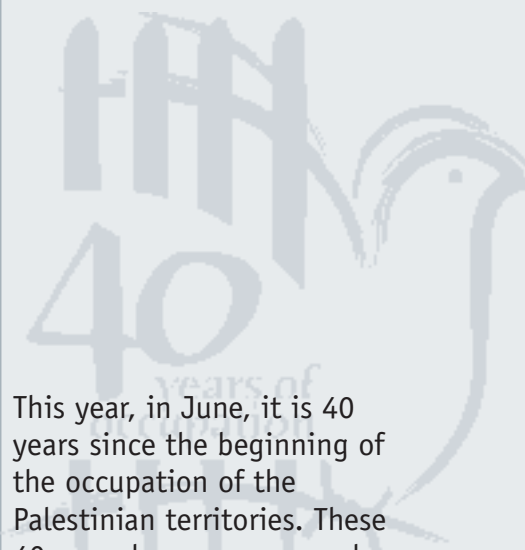 40
years of
occupation
This year, in June, it is 40
years since the beginning of
the occupation of the
Palestinian territories. These